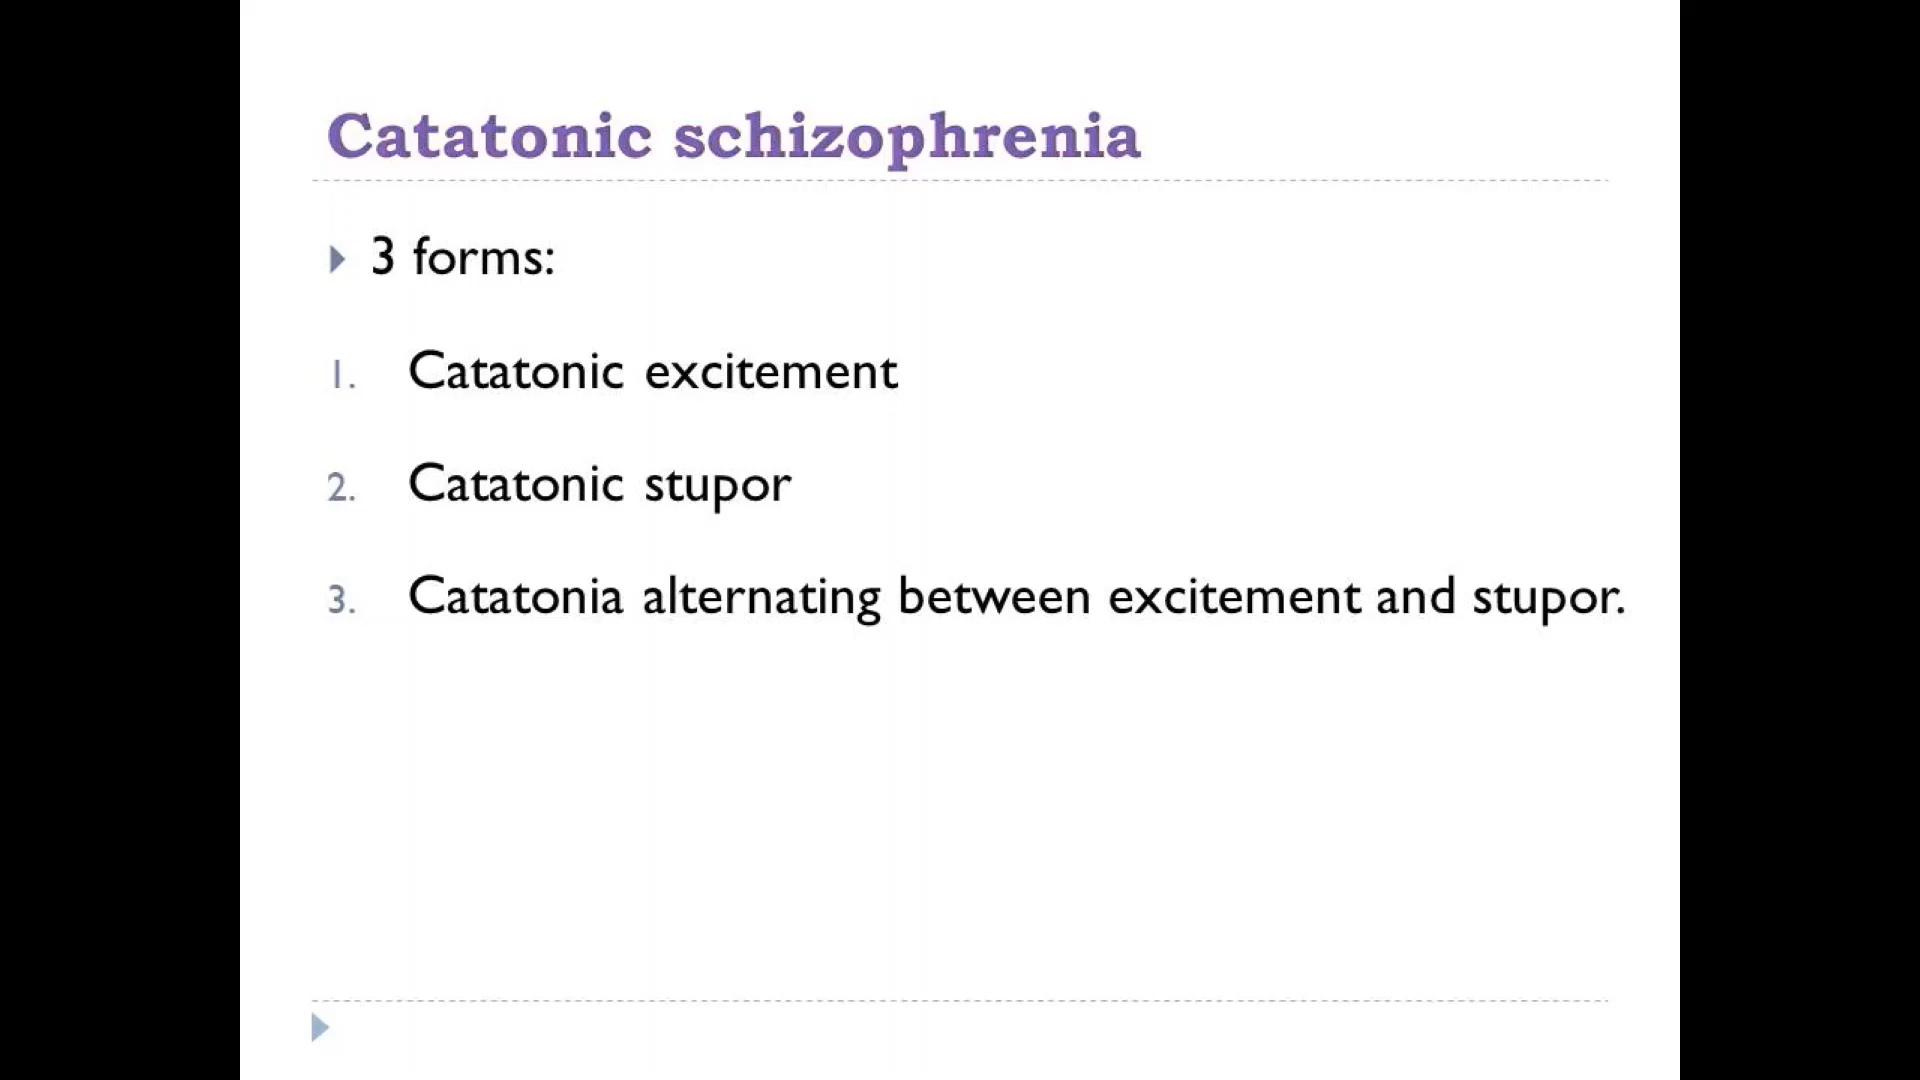 Catatonic schizophrenia
3 forms:
1. Catatonic excitement
2. Catatonic stupor
3. Catatonia alternating between excitement and stupor.